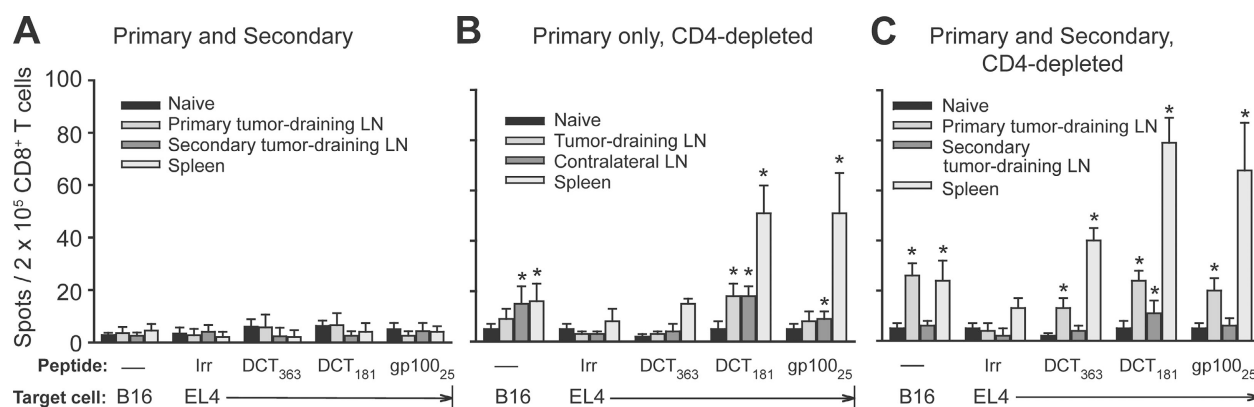 A
Primary and Secondary
Spots / 2 x 10⁵ CD8⁺ T cells
100
80
60
40
20
0
Naive
Primary tumor-draining LN
Secondary tumor-draining LN
Spleen
Peptide: — Irr DCT₃₆₃ DCT₁₈₁ gp100₂₅
Target cell: B16 EL4
B
Primary only, CD4-depleted
Naive
Tumor-draining LN
Contralateral LN
Spleen
* * * * * * *
— Irr DCT₃₆₃ DCT₁₈₁ gp100₂₅
B16 EL4
C
Primary and Secondary,
CD4-depleted
Naive
Primary tumor-draining LN
Secondary
tumor-draining LN
Spleen
* * * * * * * * *
— Irr DCT₃₆₃ DCT₁₈₁ gp100₂₅
B16 EL4